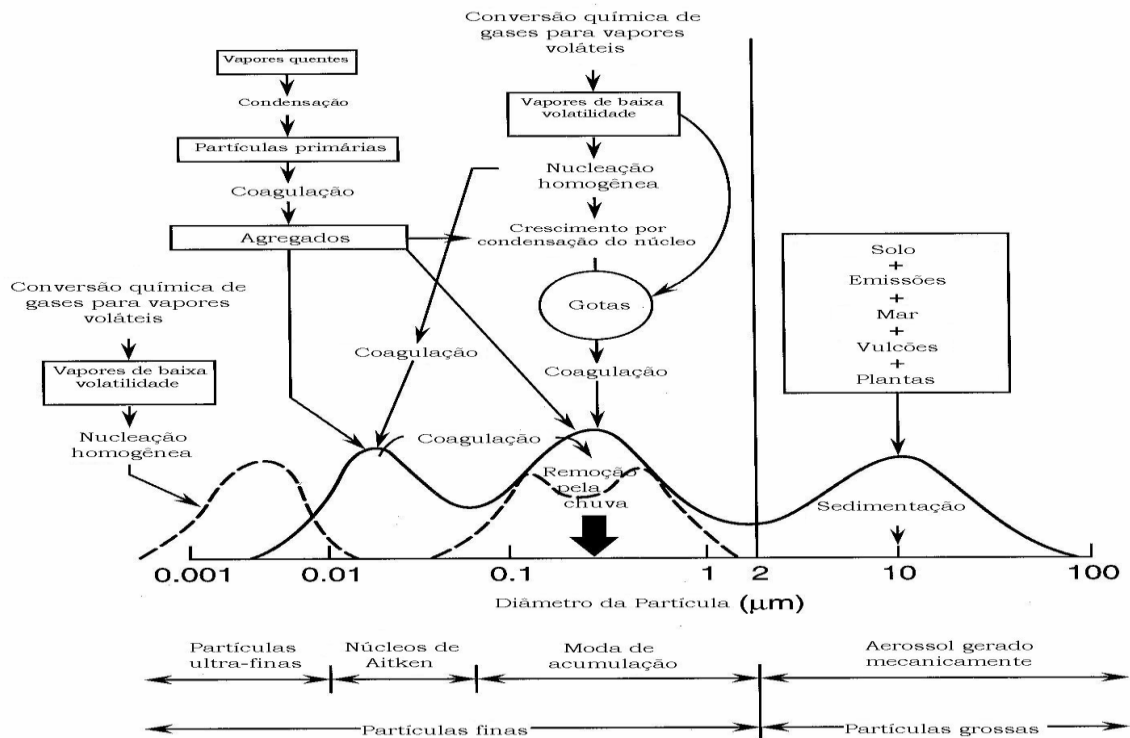 Vapores quentes
Condensação
Partículas primárias
Coagulação
Agregados
Conversão química de
gases para vapores
voláteis
Vapores de baixa
volatilidade
Nucleação
homogênea
Conversão química de
gases para vapores
voláteis
Vapores de baixa
volatilidade
Nucleação
homogênea
Crescimento por
condensação do núcleo
Gotas
Coagulação
Coagulação
Coagulação
Remoção
pela
chuva
Solo
+
Emissões
+
Mar
+
Vulcões
+
Plantas
Sedimentação
0.001 0.01 0.1 1 2 10 100
Diâmetro da Partícula (μm)
Partículas
ultra-finas
Núcleos de
Aitken
Moda de
acumulação
Aerossol gerado
mecanicamente
Partículas finas
Partículas grossas